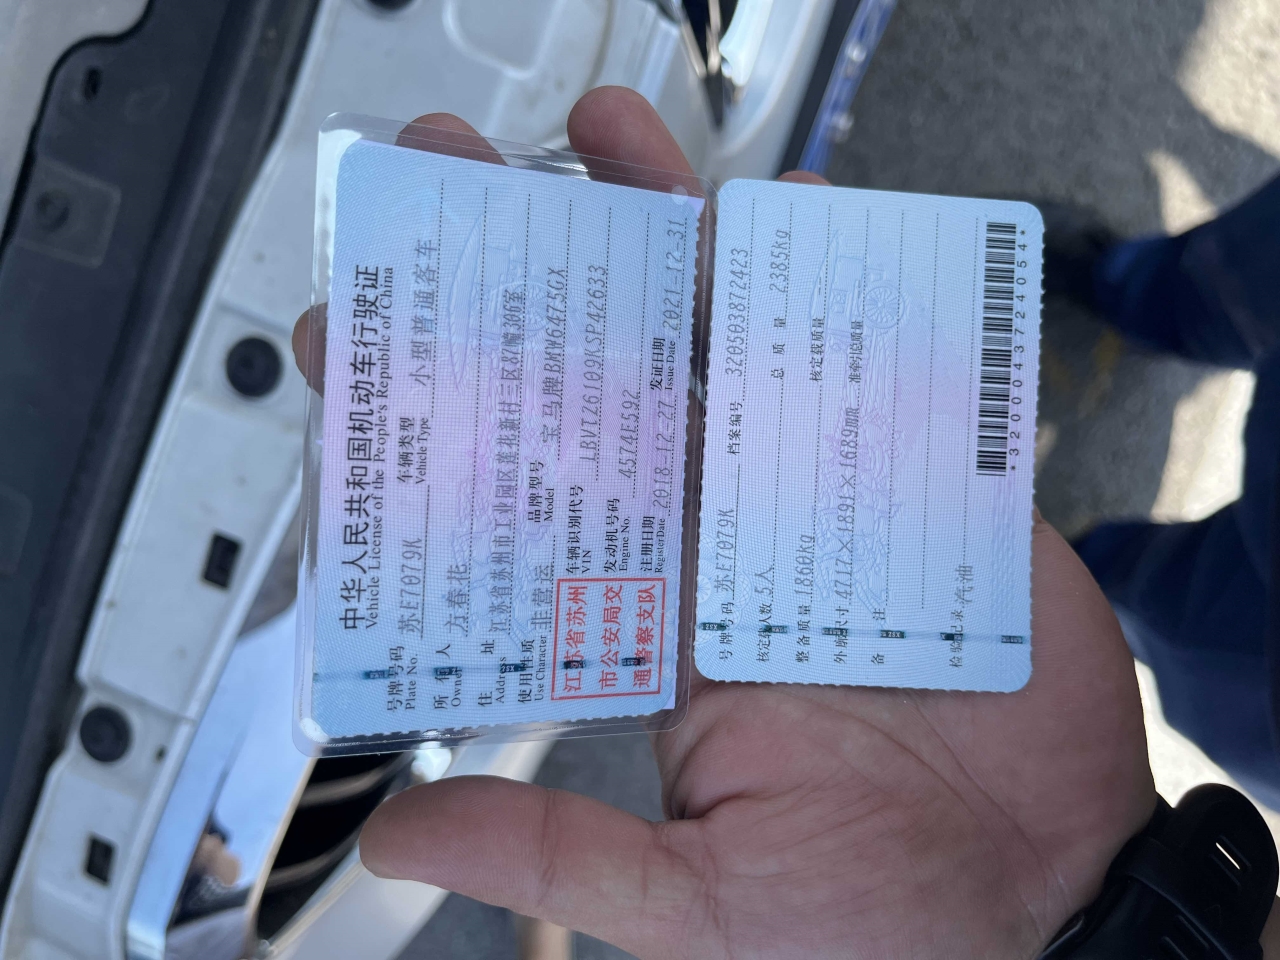 中华人民共和国机动车行驶证
Vehicle License of the People's Republic of China
号牌号码 苏E7079K 车辆类型 小型普通客车
Plate No. Vehicle Type
所有人 方春花
Owner
住址 江苏省苏州市工业园区莲花新村三区87幢306室
Address
使用性质 非营运 品牌型号 宝马牌BMW6475GX
Use Character Model
江苏省苏州
市公安局交
通警察支队
车辆识别代号 LBVTZ6109KSP42633
VIN
发动机号码 4574E592
Engine No.
注册日期 2018-12-27 发证日期 2021-12-31
Register Date Issue Date
号牌号码 苏E7079K 档案编号 320503872423
核定载人数 5人 总质量 2385kg
整备质量 1860kg 核定载质量
外廓尺寸 4717×1891×1689mm 准牵引总质量
备注
检验记录 汽油
*3200043724054*